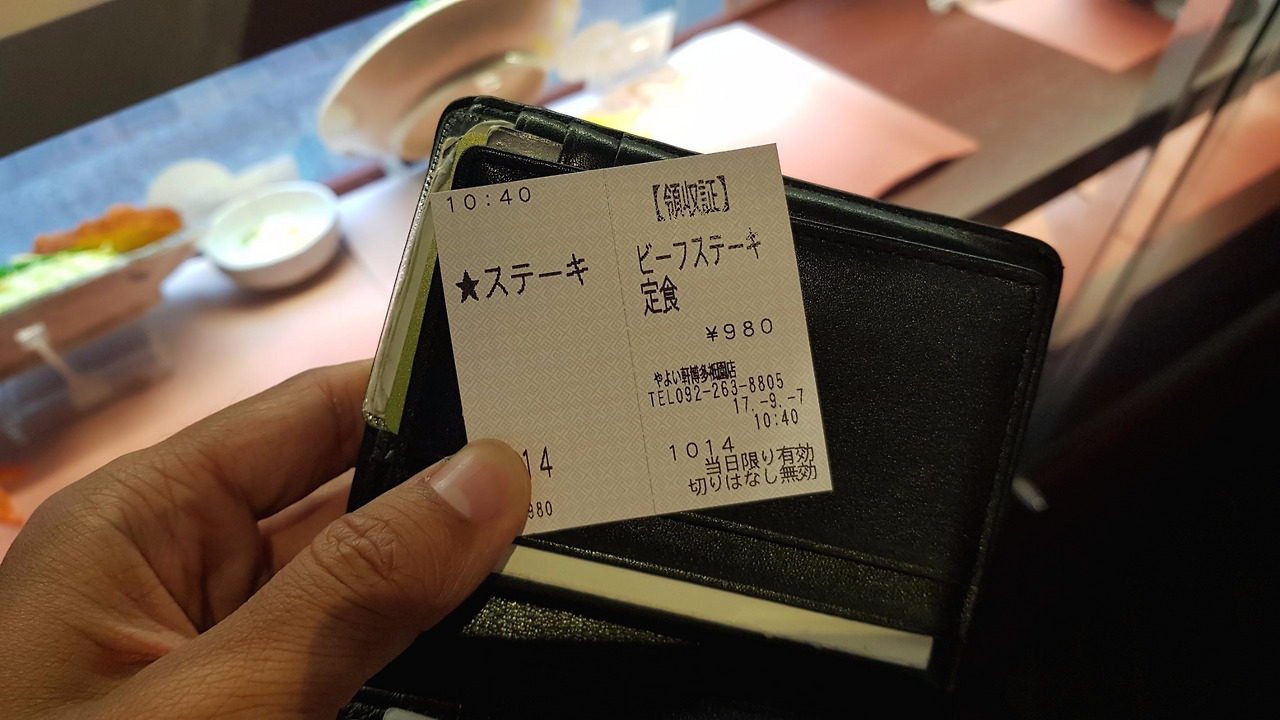 10:40
★ステーキ
14
980
【領収証】
ビーフステーキ
定食
¥980
やよい軒博多祇園店
TEL092-263-8805
17.-9.-7
10:40
1014
当日限り有効
切りはなし無効